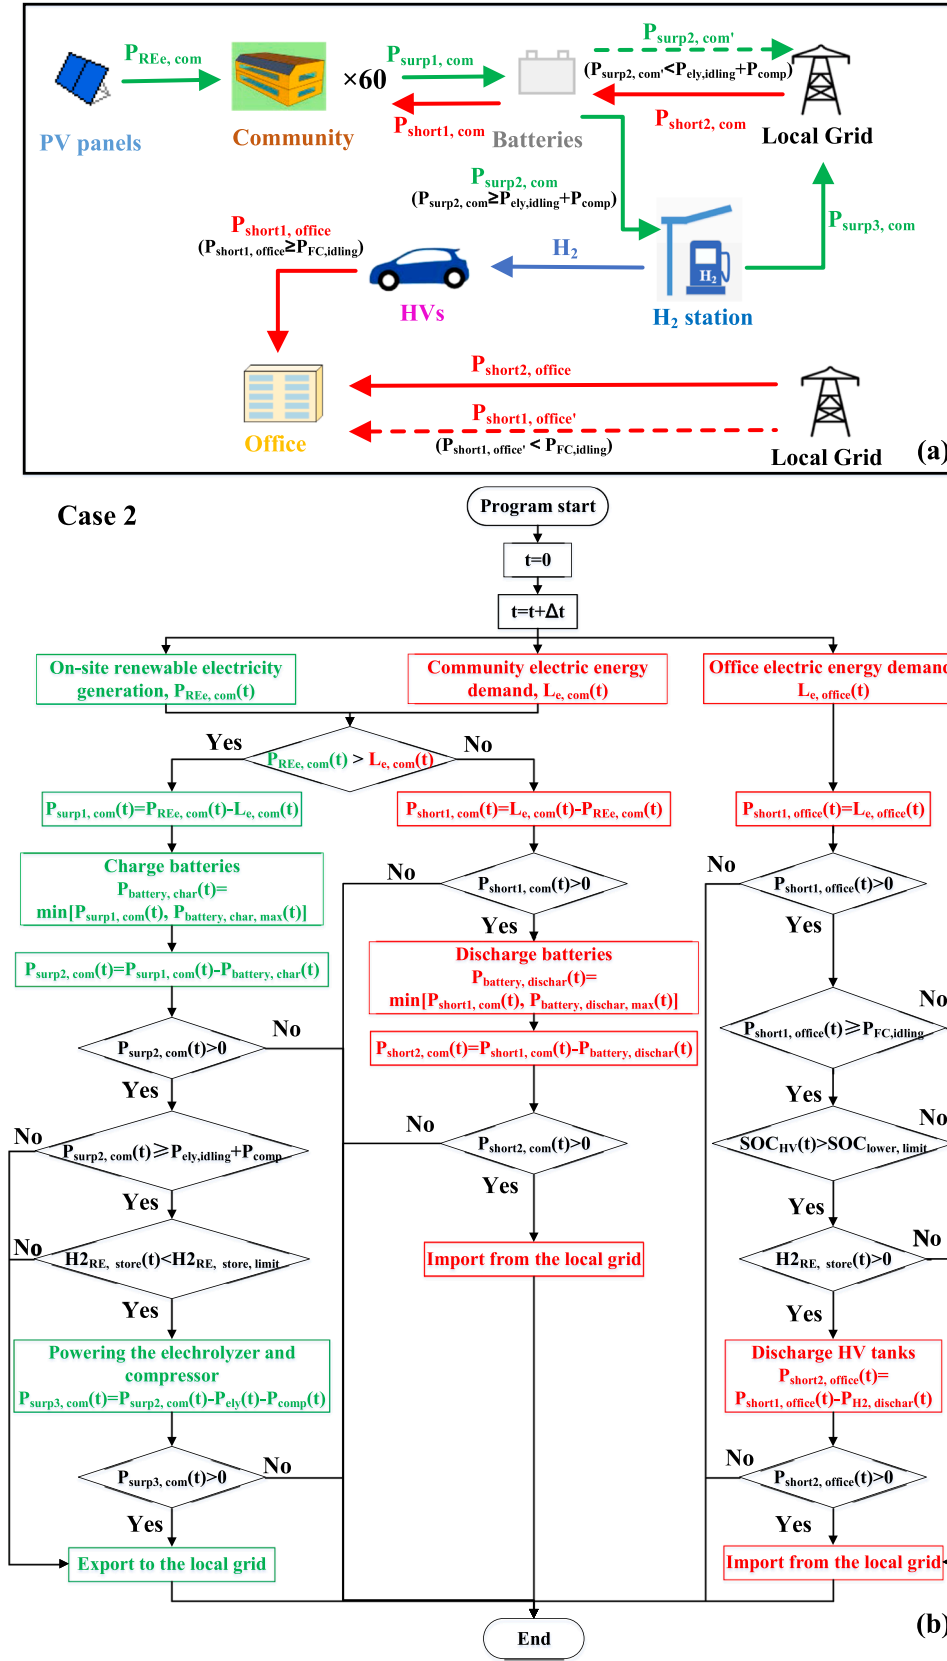 P_REe, com
P_surp1, com
P_surp2, com'
(P_surp2, com'<P_ely,idling+P_comp)
×60
P_short1, com
P_short2, com
PV panels
Community
Batteries
Local Grid
P_surp2, com
(P_surp2, com≥P_ely,idling+P_comp)
P_surp3, com
P_short1, office
(P_short1, office≥P_FC,idling)
H₂
H₂
HVs
H₂ station
P_short2, office
P_short1, office'
(P_short1, office' < P_FC,idling)
Office
Local Grid
(a)
Case 2
Program start
t=0
t=t+Δt
On-site renewable electricity
generation, P_REe, com(t)
Community electric energy
demand, L_e, com(t)
Office electric energy demand
L_e, office(t)
Yes
P_REe, com(t) > L_e, com(t)
No
P_surp1, com(t)=P_REe, com(t)-L_e, com(t)
P_short1, com(t)=L_e, com(t)-P_REe, com(t)
P_short1, office(t)=L_e, office(t)
Charge batteries
P_battery, char(t)=
min[P_surp1, com(t), P_battery, char, max(t)]
No
P_short1, com(t)>0
Yes
No
P_short1, office(t)>0
Yes
P_surp2, com(t)=P_surp1, com(t)-P_battery, char(t)
Discharge batteries
P_battery, dischar(t)=
min[P_short1, com(t), P_battery, dischar, max(t)]
P_surp2, com(t)>0
No
Yes
P_short2, com(t)=P_short1, com(t)-P_battery, dischar(t)
P_short1, office(t)≥P_FC,idling
No
Yes
No
P_surp2, com(t)≥P_ely,idling+P_comp
Yes
No
P_short2, com(t)>0
Yes
No
SOC_HV(t)>SOC_lower, limit
Yes
No
H2_RE, store(t)<H2_RE, store, limit
Yes
Import from the local grid
No
H2_RE, store(t)>0
Yes
Powering the electrolyzer and
compressor
P_surp3, com(t)=P_surp2, com(t)-P_ely(t)-P_comp(t)
Discharge HV tanks
P_short2, office(t)=
P_short1, office(t)-P_H2, dischar(t)
P_surp3, com(t)>0
No
Yes
No
P_short2, office(t)>0
Yes
Export to the local grid
Import from the local grid
End
(b)